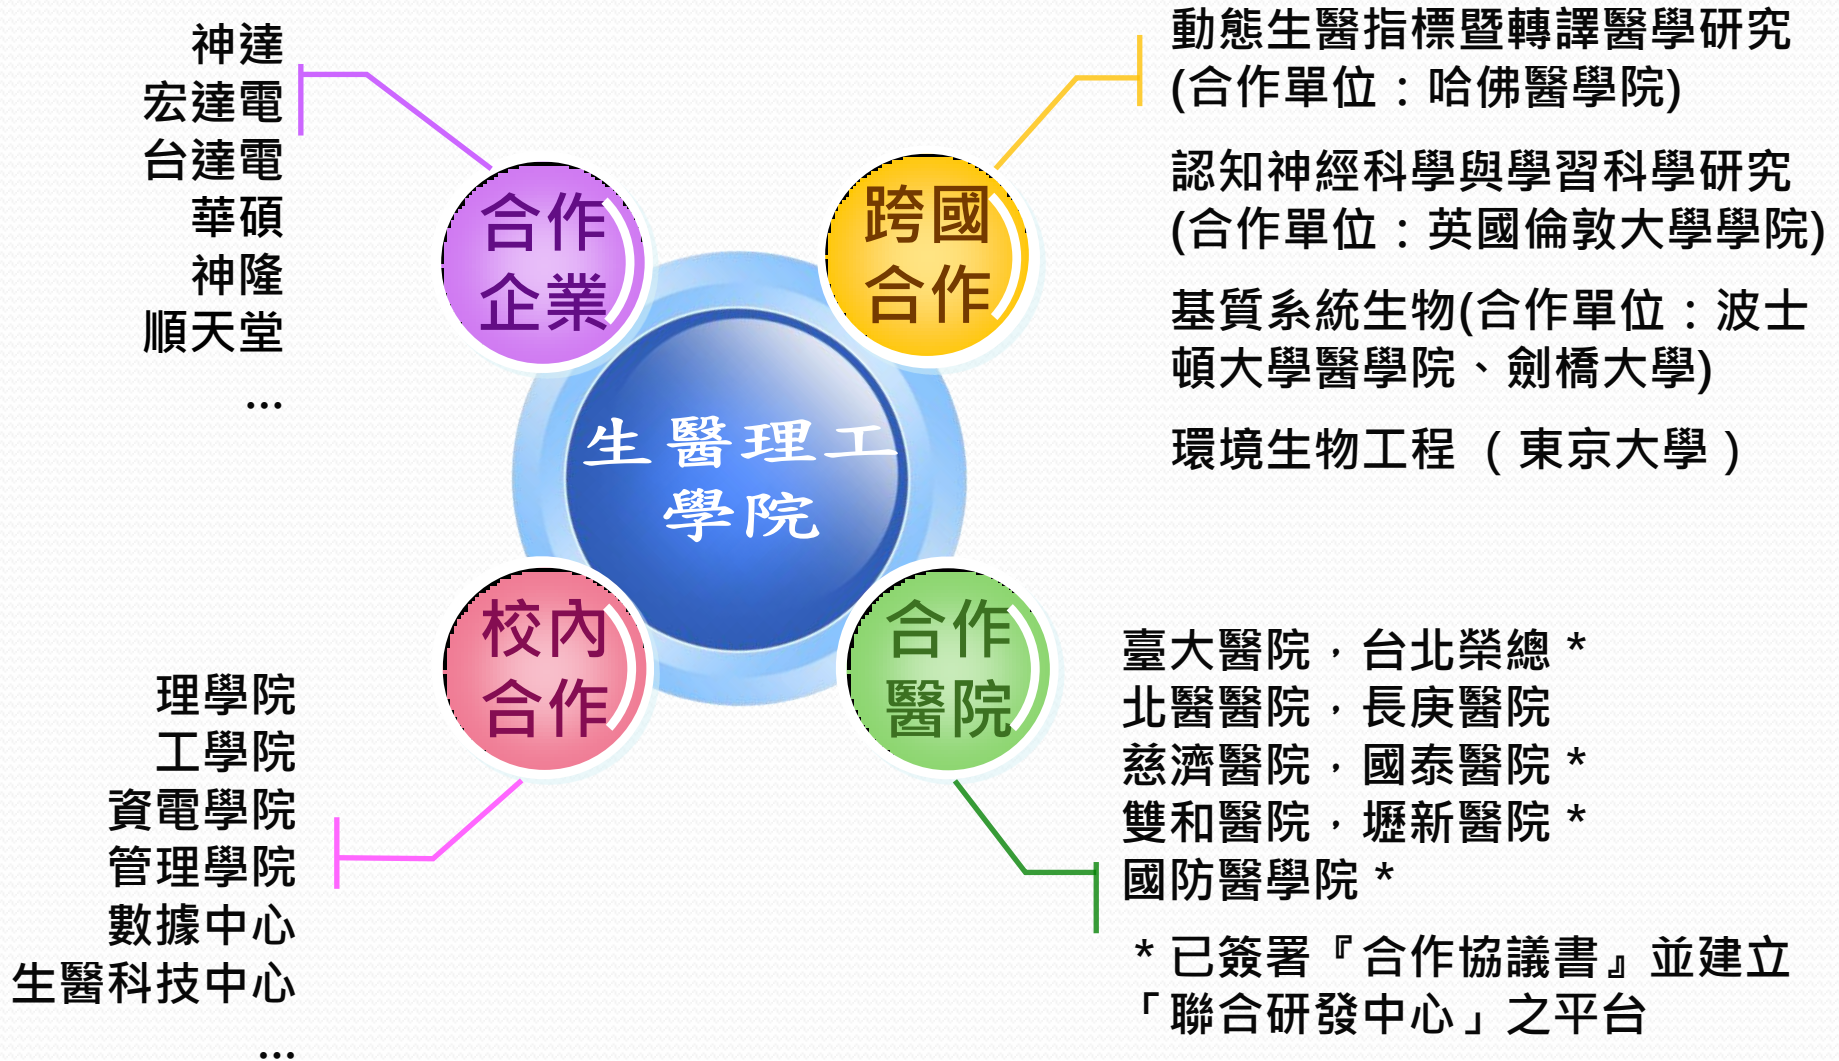 神達
宏達電
台達電
華碩
神隆
順天堂
...
合作
企業
跨國
合作
動態生醫指標暨轉譯醫學研究
(合作單位：哈佛醫學院)
認知神經科學與學習科學研究
(合作單位：英國倫敦大學學院)
基質系統生物(合作單位：波士
頓大學醫學院、劍橋大學)
環境生物工程 （東京大學）
生醫理工
學院
校內
合作
合作
醫院
理學院
工學院
資電學院
管理學院
數據中心
生醫科技中心
...
臺大醫院，台北榮總*
北醫醫院，長庚醫院
慈濟醫院，國泰醫院*
雙和醫院，壢新醫院*
國防醫學院*
*已簽署『合作協議書』並建立
「聯合研發中心」之平台